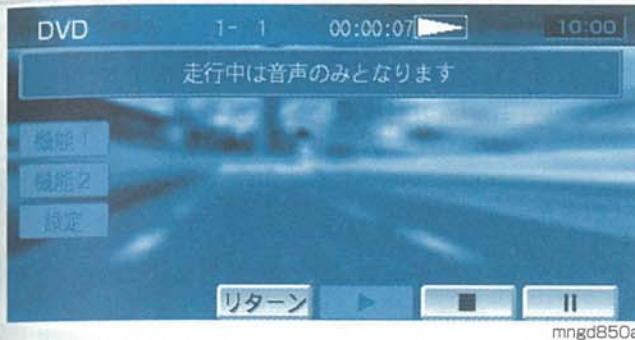 DVD 1- 1 00:00:07 10:00
走行中は音声のみとなります
機能1
機能2
設定
リターン
mngd850a